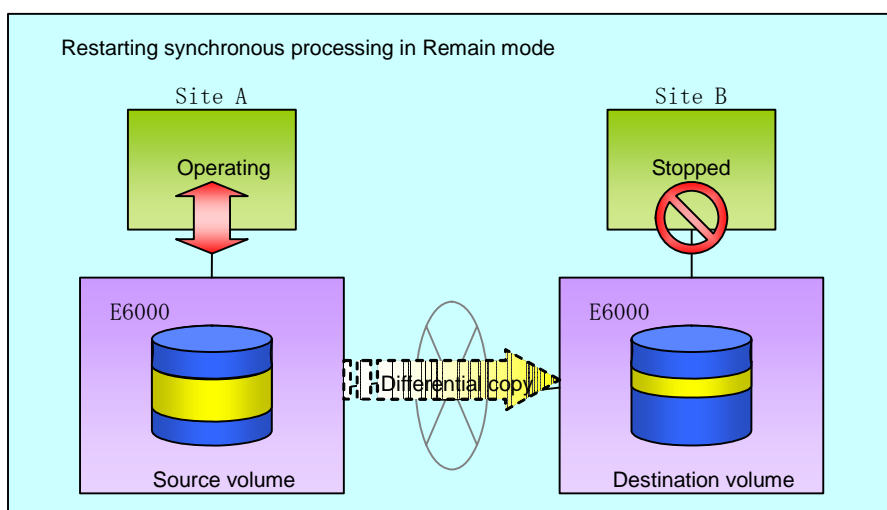 Restarting synchronous processing in Remain mode
Site A
Site B
Operating
Stopped
E6000
E6000
Differential copy
Source volume
Destination volume